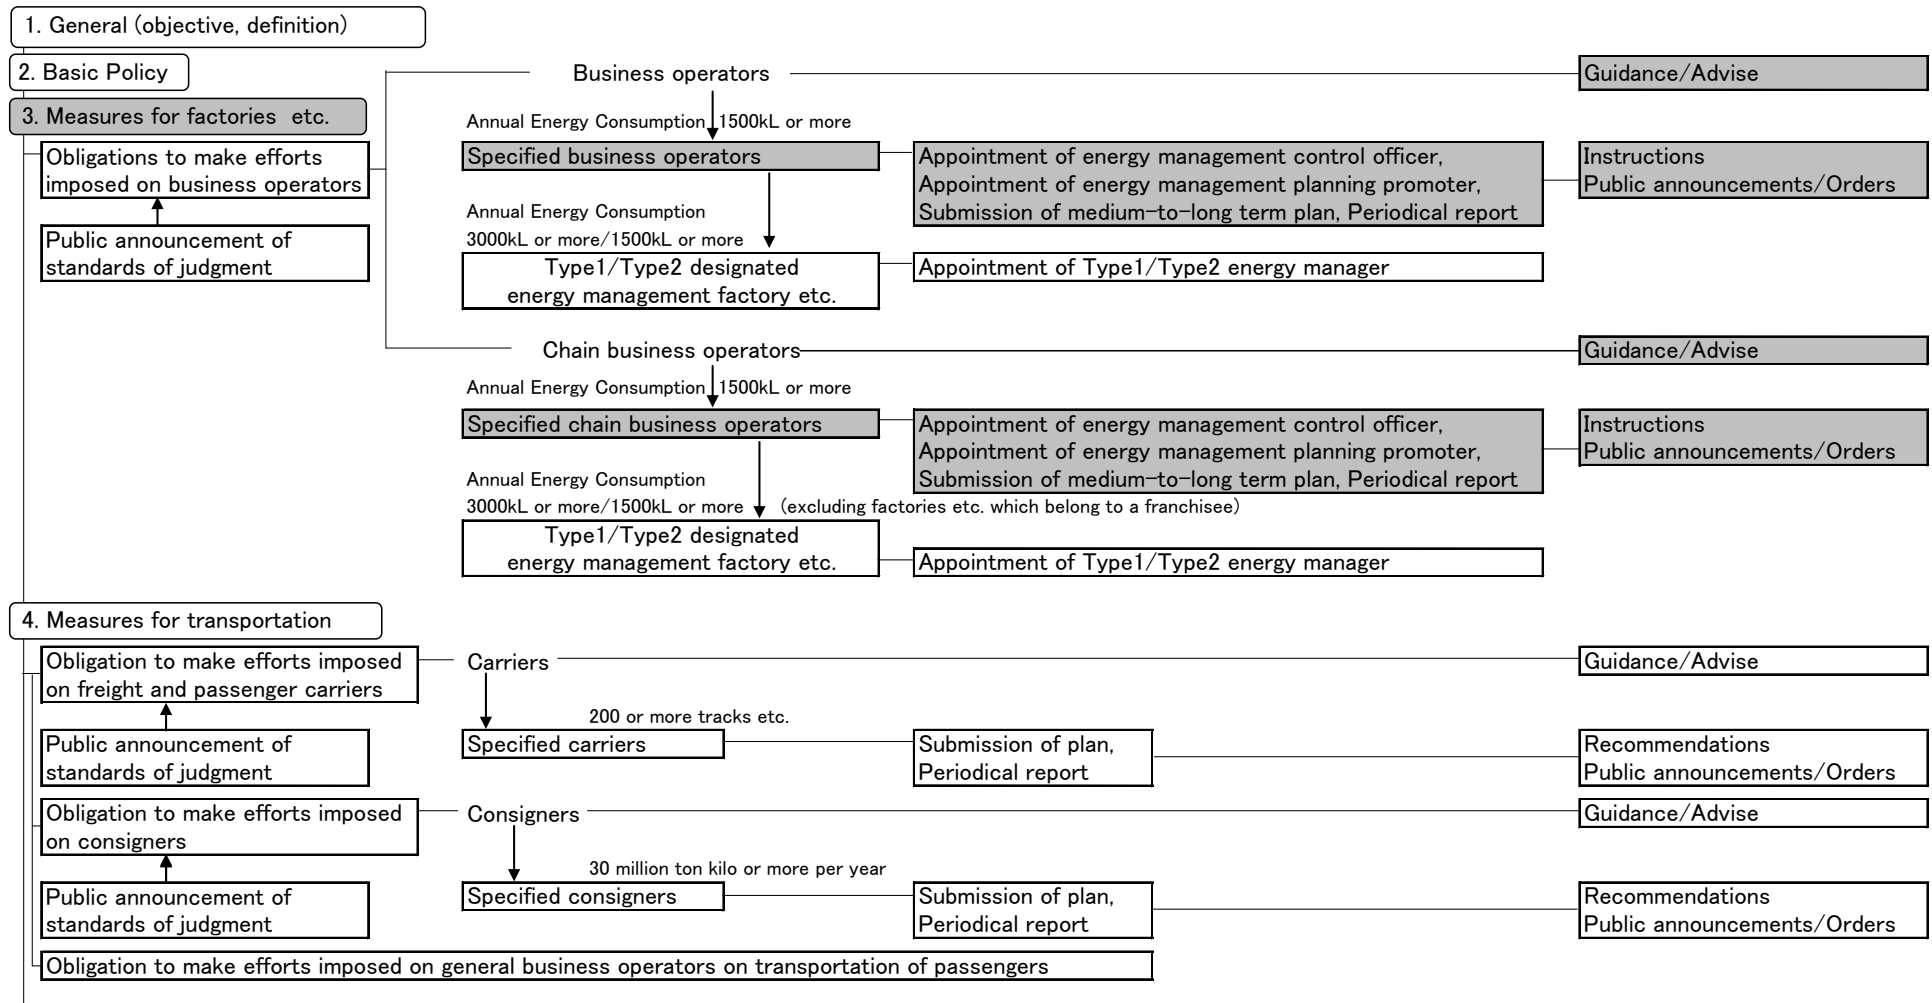 1. General (objective, definition)
2. Basic Policy
Business operators
Guidance/Advise
3. Measures for factories etc.
Annual Energy Consumption 1500kL or more
Obligations to make efforts
imposed on business operators
Specified business operators
Appointment of energy management control officer,
Appointment of energy management planning promoter,
Submission of medium-to-long term plan, Periodical report
Instructions
Public announcements/Orders
Public announcement of
standards of judgment
Annual Energy Consumption
3000kL or more/1500kL or more
Type1/Type2 designated
energy management factory etc.
Appointment of Type1/Type2 energy manager
Chain business operators
Guidance/Advise
Annual Energy Consumption 1500kL or more
Specified chain business operators
Appointment of energy management control officer,
Appointment of energy management planning promoter,
Submission of medium-to-long term plan, Periodical report
Instructions
Public announcements/Orders
Annual Energy Consumption
3000kL or more/1500kL or more (excluding factories etc. which belong to a franchisee)
Type1/Type2 designated
energy management factory etc.
Appointment of Type1/Type2 energy manager
4. Measures for transportation
Obligation to make efforts imposed
on freight and passenger carriers
Carriers
Guidance/Advise
200 or more tracks etc.
Public announcement of
standards of judgment
Specified carriers
Submission of plan,
Periodical report
Recommendations
Public announcements/Orders
Obligation to make efforts imposed
on consigners
Consigners
Guidance/Advise
30 million ton kilo or more per year
Public announcement of
standards of judgment
Specified consigners
Submission of plan,
Periodical report
Recommendations
Public announcements/Orders
Obligation to make efforts imposed on general business operators on transportation of passengers